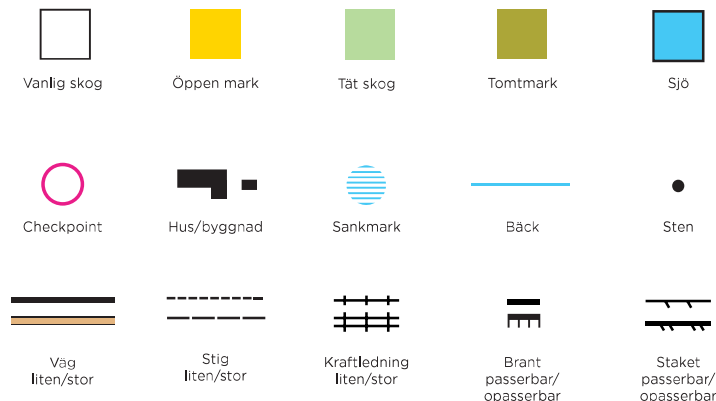 Vanlig skog
Öppen mark
Tät skog
Tomtmark
Sjö
Checkpoint
Hus/byggnad
Sankmark
Bäck
Sten
Väg
liten/stor
Stig
liten/stor
Kraftledning
liten/stor
Brant
passerbar/
opasserbar
Staket
passerbar/
opasserbar